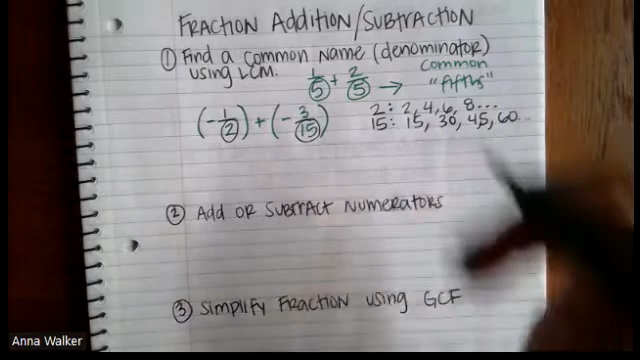 FRACTION Addition/SUBTRACTION
① Find a common name (denominator)
using LCM. 1/5 + 2/5 → common "fifths"
(-1/2) + (-3/15) 2: 2, 4, 6, 8...
15: 15, 30, 45, 60...
② Add OR SUBTRACT NUMERATORS
③ Simplify FRACTION using GCF
Anna Walker